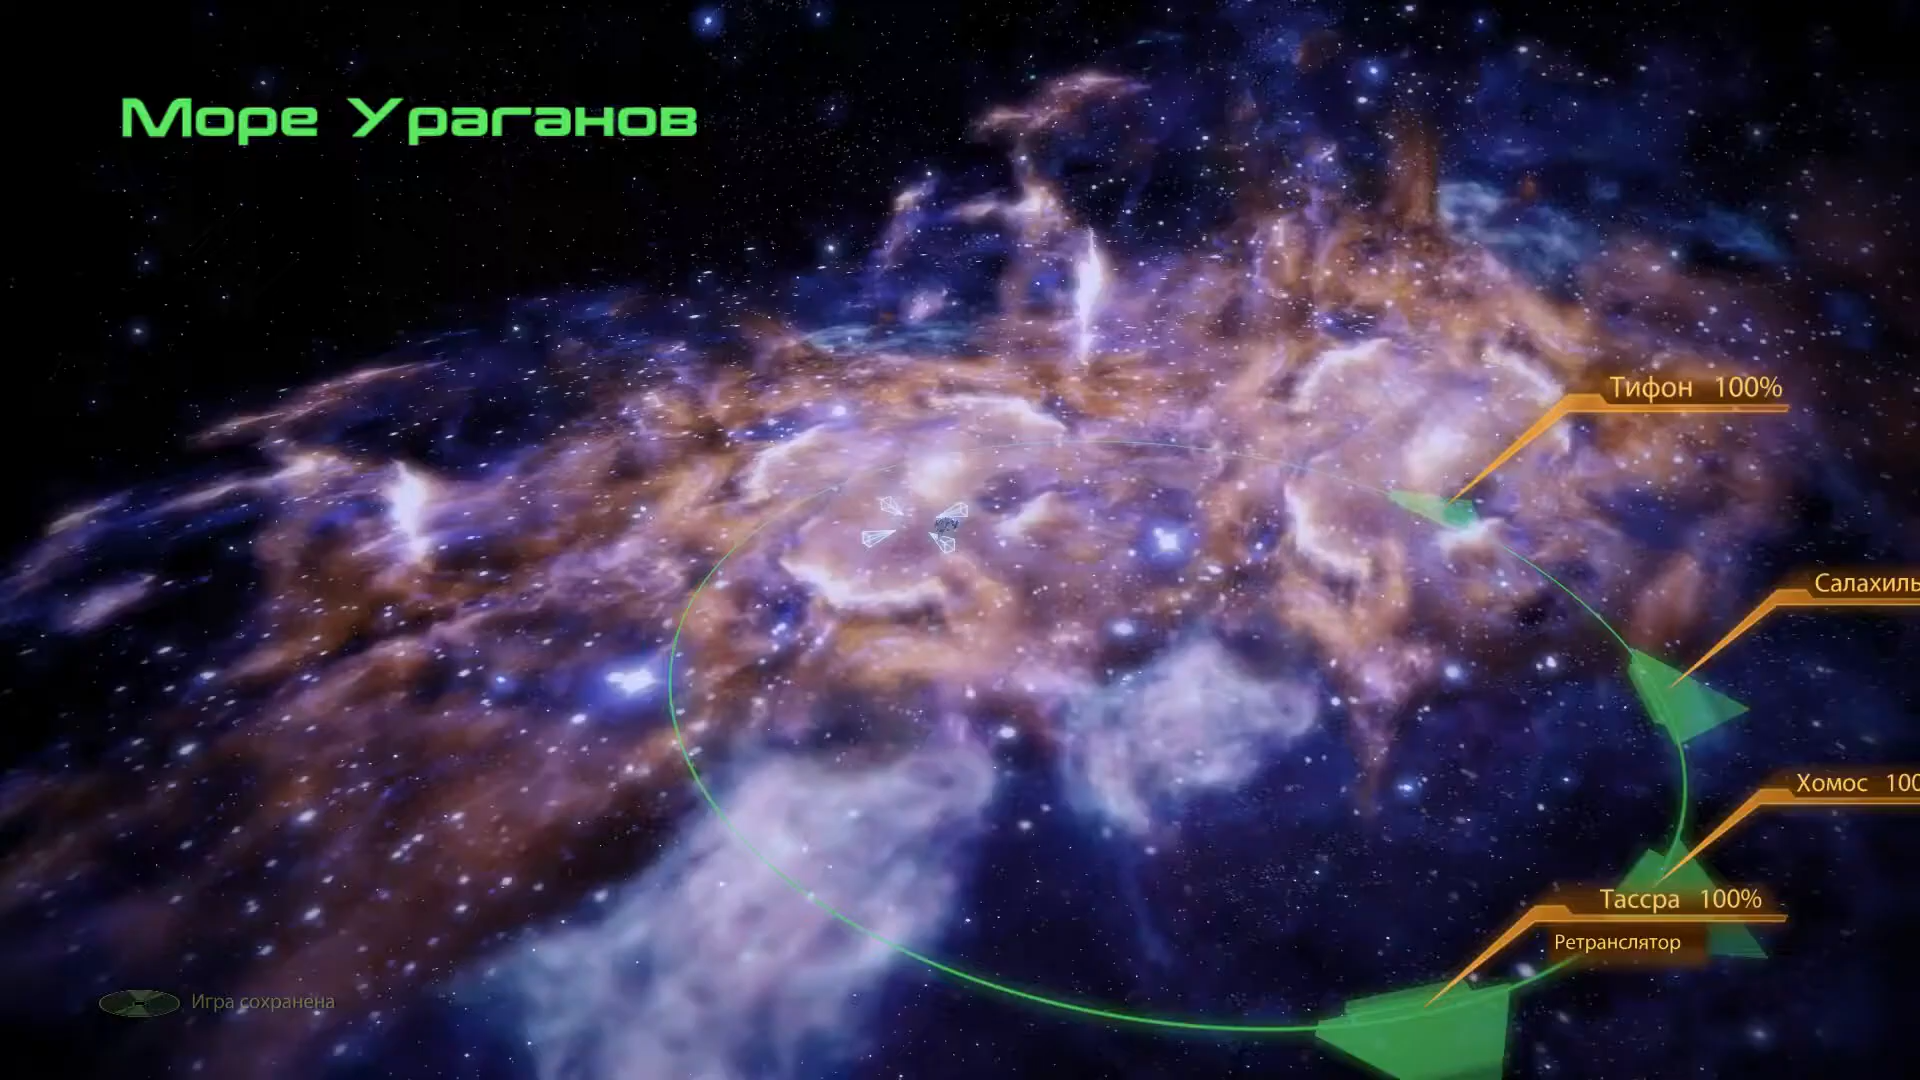 Море Ураганов
Тифон 100%
Салахиль
Хомос 100
Тассра 100%
Ретранслятор
Игра сохранена